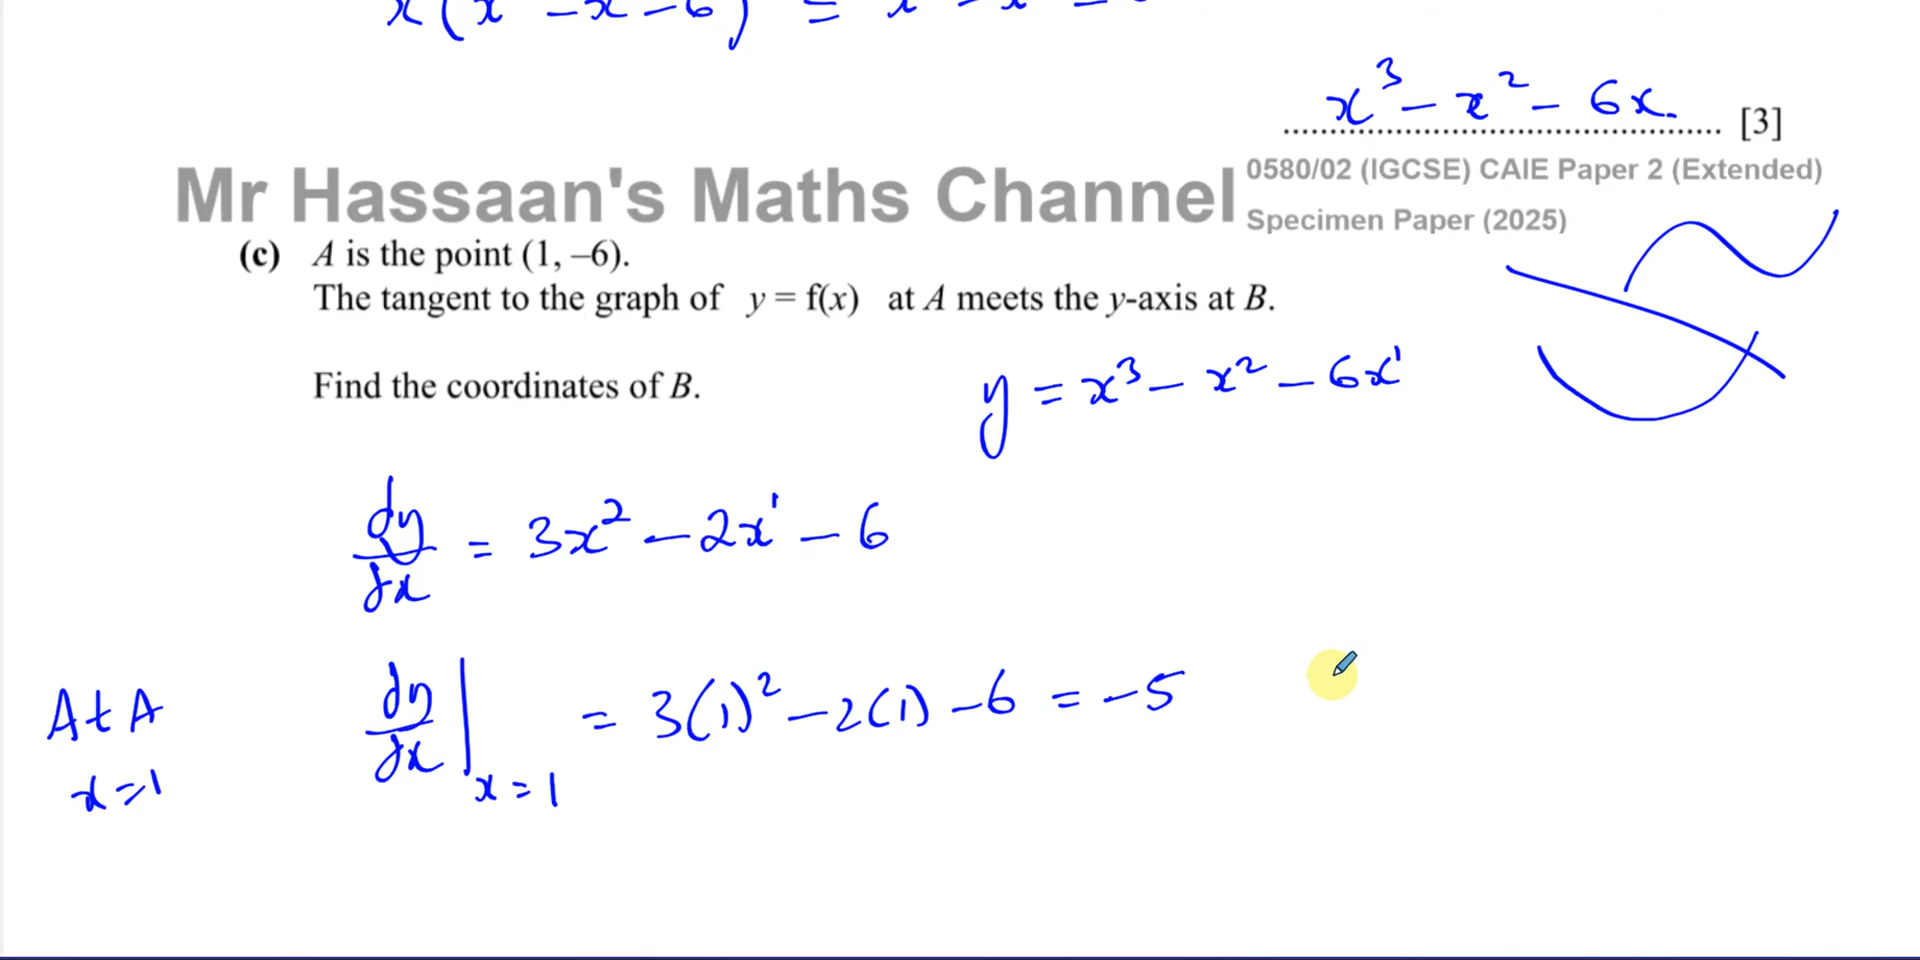 x(x² - x - 6) = x
x³ - x² - 6x
[3]
Mr Hassaan's Maths Channel
0580/02 (IGCSE) CAIE Paper 2 (Extended)
Specimen Paper (2025)
(c) A is the point (1, –6).
The tangent to the graph of y = f(x) at A meets the y-axis at B.
Find the coordinates of B.
y = x³ - x² - 6x¹
dy/dx = 3x² - 2x¹ - 6
At A dy/dx | x=1 = 3(1)² - 2(1) - 6 = -5
x=1